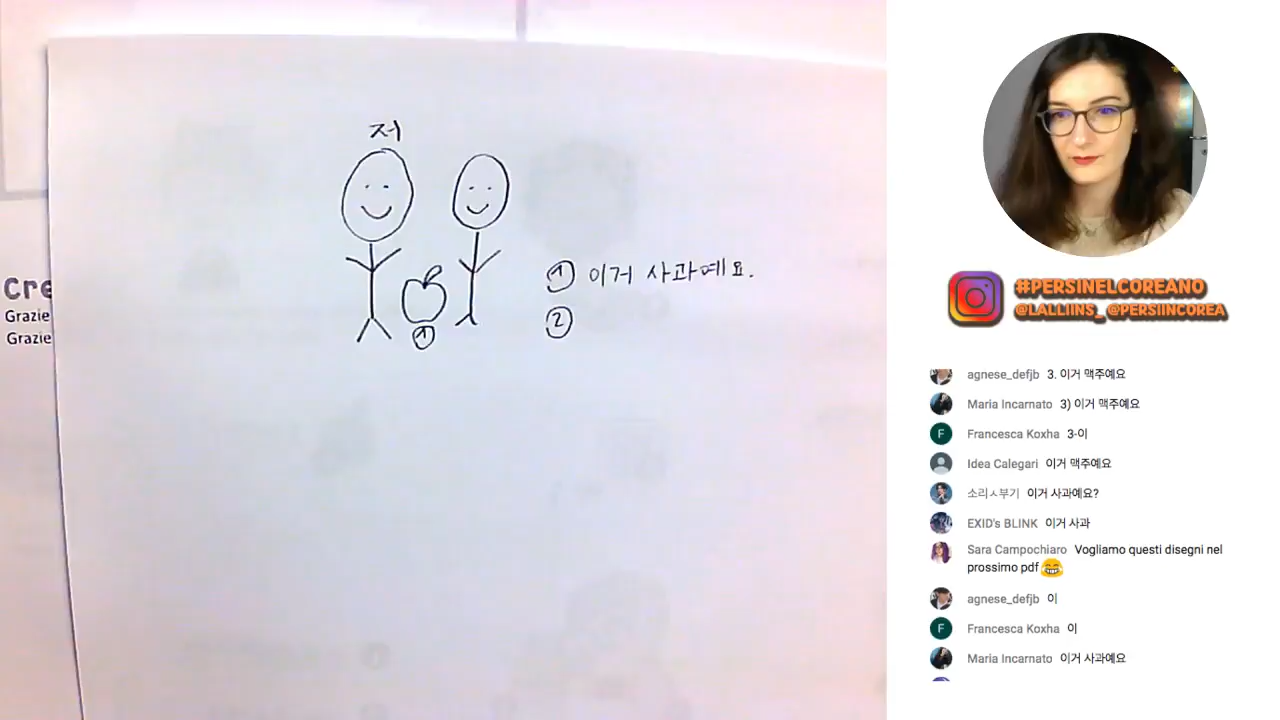 저
① 이거 사과예요.
②
①
Cre
Grazie
Grazie
#PERSINELCOREANO
@LALLIINS_ @PERSIINCOREA
agnese_defjb 3. 이거 맥주예요
Maria Incarnato 3) 이거 맥주예요
F Francesca Koxha 3-이
Idea Calegari 이거 맥주예요
소리ㅅ부기 이거 사과예요?
EXID's BLINK 이거 사과
Sara Campochiaro Vogliamo questi disegni nel
prossimo pdf 😂
agnese_defjb 이
F Francesca Koxha 이
Maria Incarnato 이거 사과예요